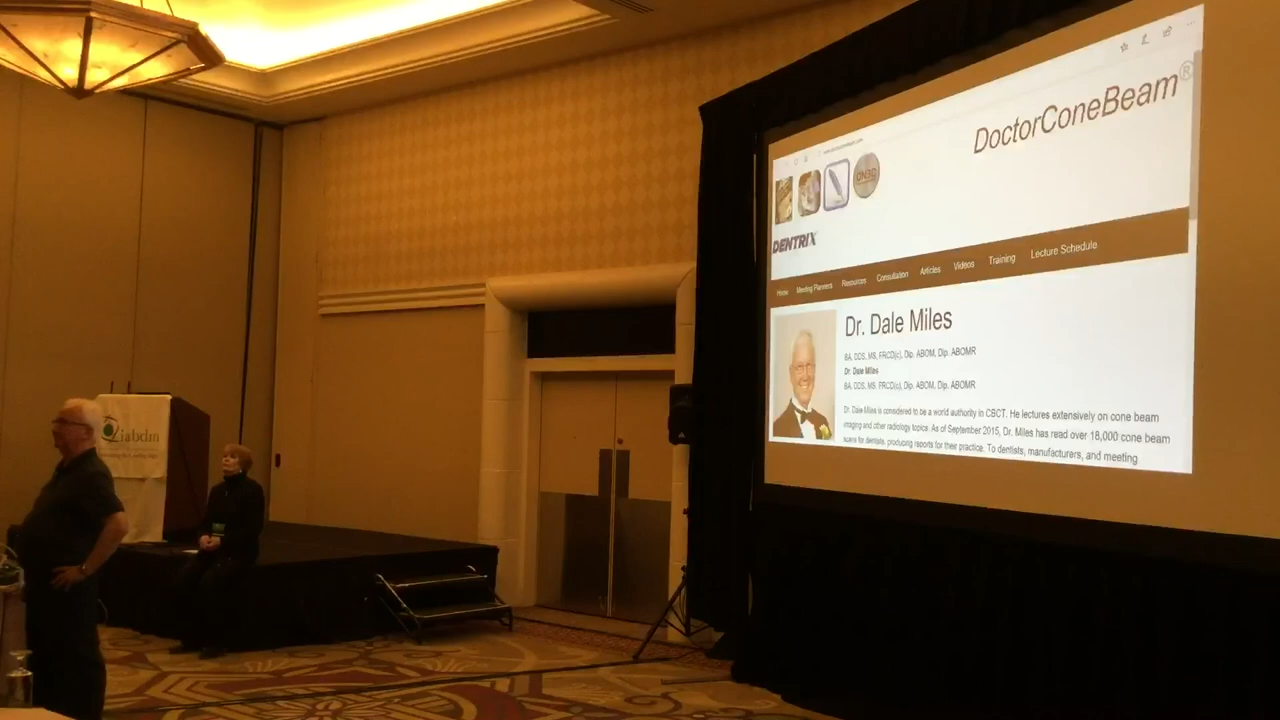 DoctorConeBeam®
DENTRIX
Home Meeting Planners Resources Consultation Articles Videos Training Lecture Schedule
Dr. Dale Miles
BA, DDS, MS, FRCD(c), Dip. ABOM, Dip. ABOMR
Dr. Dale Miles
BA, DDS, MS, FRCD(c), Dip. ABOM, Dip. ABOMR
Dr. Dale Miles is considered to be a world authority in CBCT. He lectures extensively on cone beam
imaging and other radiology topics. As of September 2015, Dr. Miles has read over 18,000 cone beam
scans for dentists, producing reports for their practice. To dentists, manufacturers, and meeting
iabdm